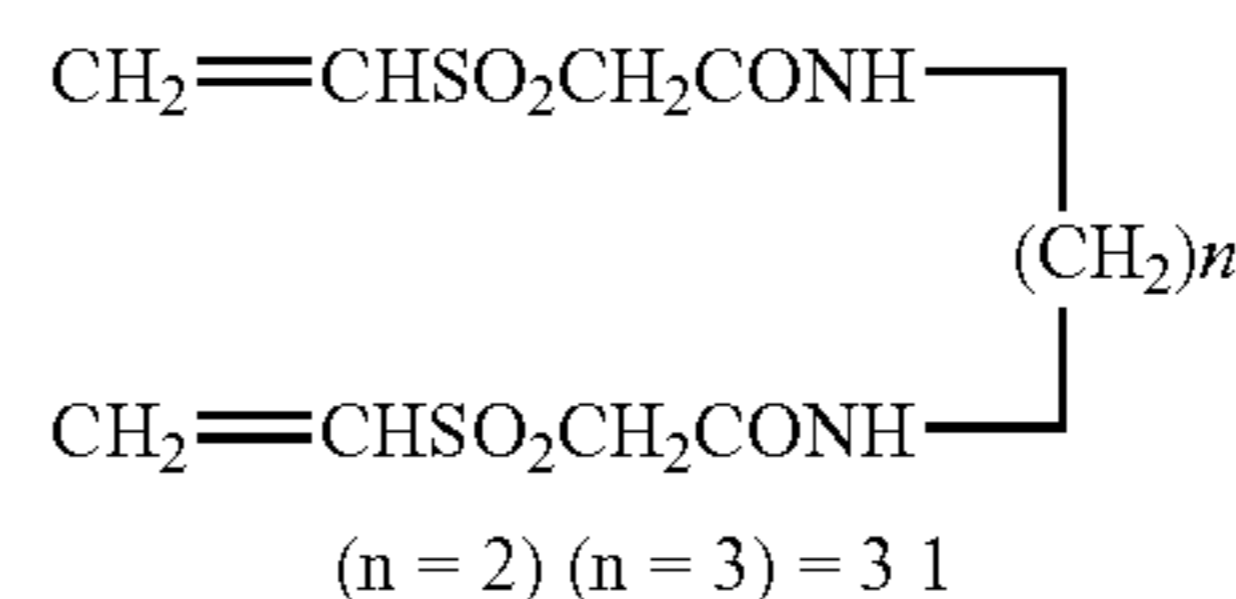 CH₂=CHSO₂CH₂CONH
(CH₂)n
CH₂=CHSO₂CH₂CONH
(n = 2) (n = 3) = 3 1